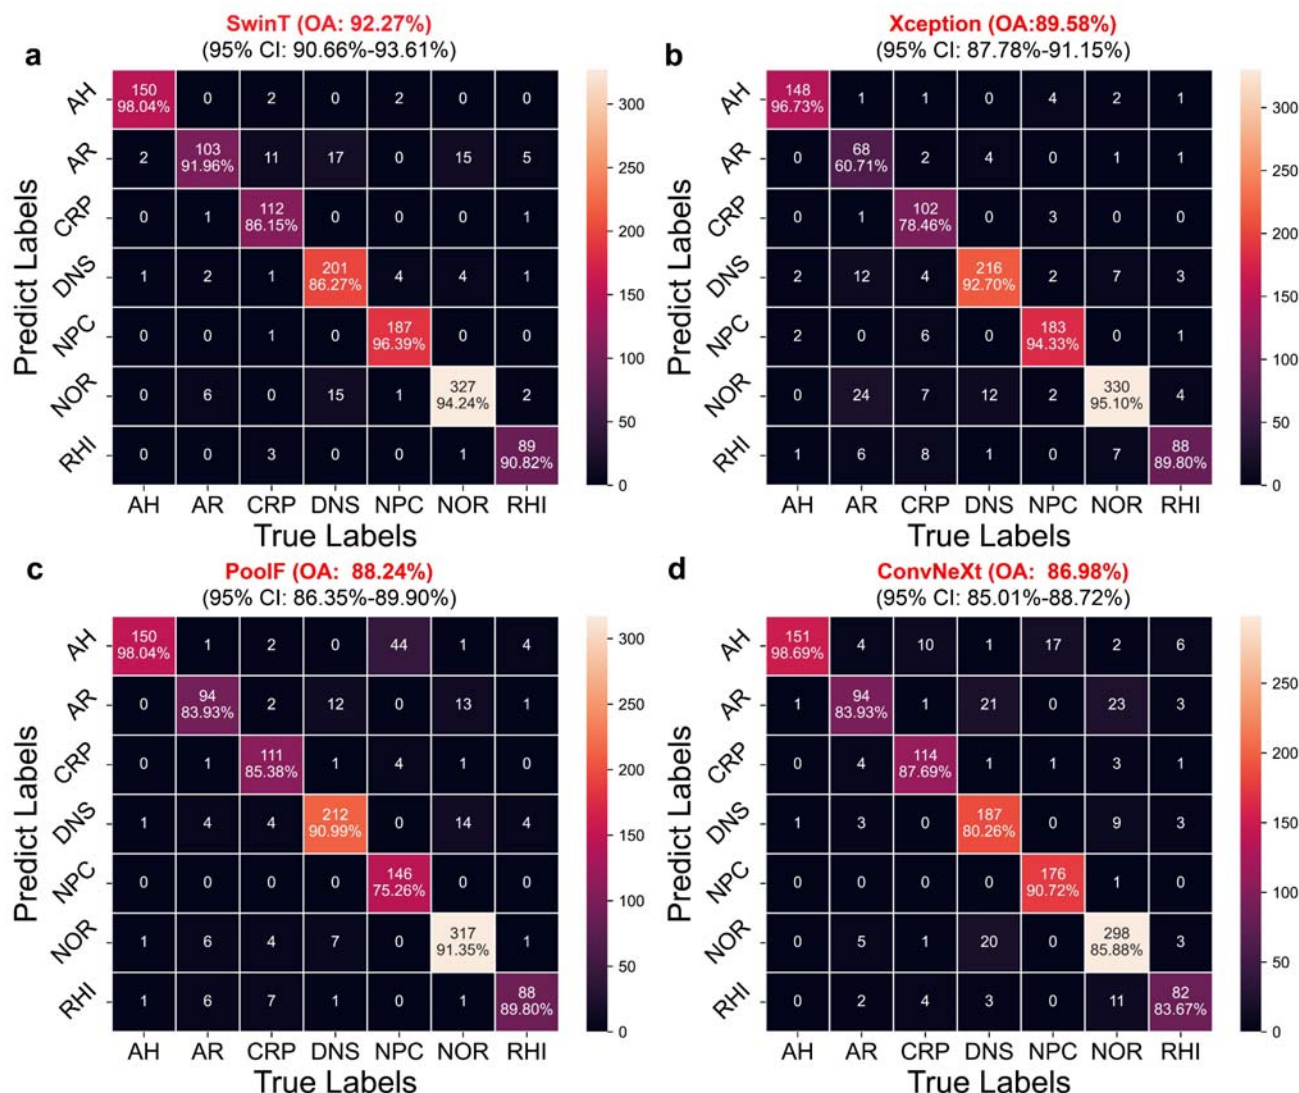 SwinT (OA: 92.27%)
(95% CI: 90.66%-93.61%)
a
Predict Labels
AH 150 0 2 0 2 0 0
98.04%
AR 2 103 11 17 0 15 5
91.96%
CRP 0 1 112 0 0 0 1
86.15%
DNS 1 2 1 201 4 4 1
86.27%
NPC 0 0 1 0 187 0 0
96.39%
NOR 0 6 0 15 1 327 2
94.24%
RHI 0 0 3 0 0 1 89
90.82%
AH AR CRP DNS NPC NOR RHI
True Labels
300
250
200
150
100
50
0
Xception (OA:89.58%)
(95% CI: 87.78%-91.15%)
b
Predict Labels
AH 148 1 1 0 4 2 1
96.73%
AR 0 68 2 4 0 1 1
60.71%
CRP 0 1 102 0 3 0 0
78.46%
DNS 2 12 4 216 2 7 3
92.70%
NPC 2 0 6 0 183 0 1
94.33%
NOR 0 24 7 12 2 330 4
95.10%
RHI 1 6 8 1 0 7 88
89.80%
AH AR CRP DNS NPC NOR RHI
True Labels
300
250
200
150
100
50
0
PoolF (OA: 88.24%)
(95% CI: 86.35%-89.90%)
c
Predict Labels
AH 150 1 2 0 44 1 4
98.04%
AR 0 94 2 12 0 13 1
83.93%
CRP 0 1 111 1 4 1 0
85.38%
DNS 1 4 4 212 0 14 4
90.99%
NPC 0 0 0 0 146 0 0
75.26%
NOR 1 6 4 7 0 317 1
91.35%
RHI 1 6 7 1 0 1 88
89.80%
AH AR CRP DNS NPC NOR RHI
True Labels
300
250
200
150
100
50
0
ConvNeXt (OA: 86.98%)
(95% CI: 85.01%-88.72%)
d
Predict Labels
AH 151 4 10 1 17 2 6
98.69%
AR 1 94 1 21 0 23 3
83.93%
CRP 0 4 114 1 1 3 1
87.69%
DNS 1 3 0 187 0 9 3
80.26%
NPC 0 0 0 0 176 1 0
90.72%
NOR 0 5 1 20 0 298 3
85.88%
RHI 0 2 4 3 0 11 82
83.67%
AH AR CRP DNS NPC NOR RHI
True Labels
250
200
150
100
50
0